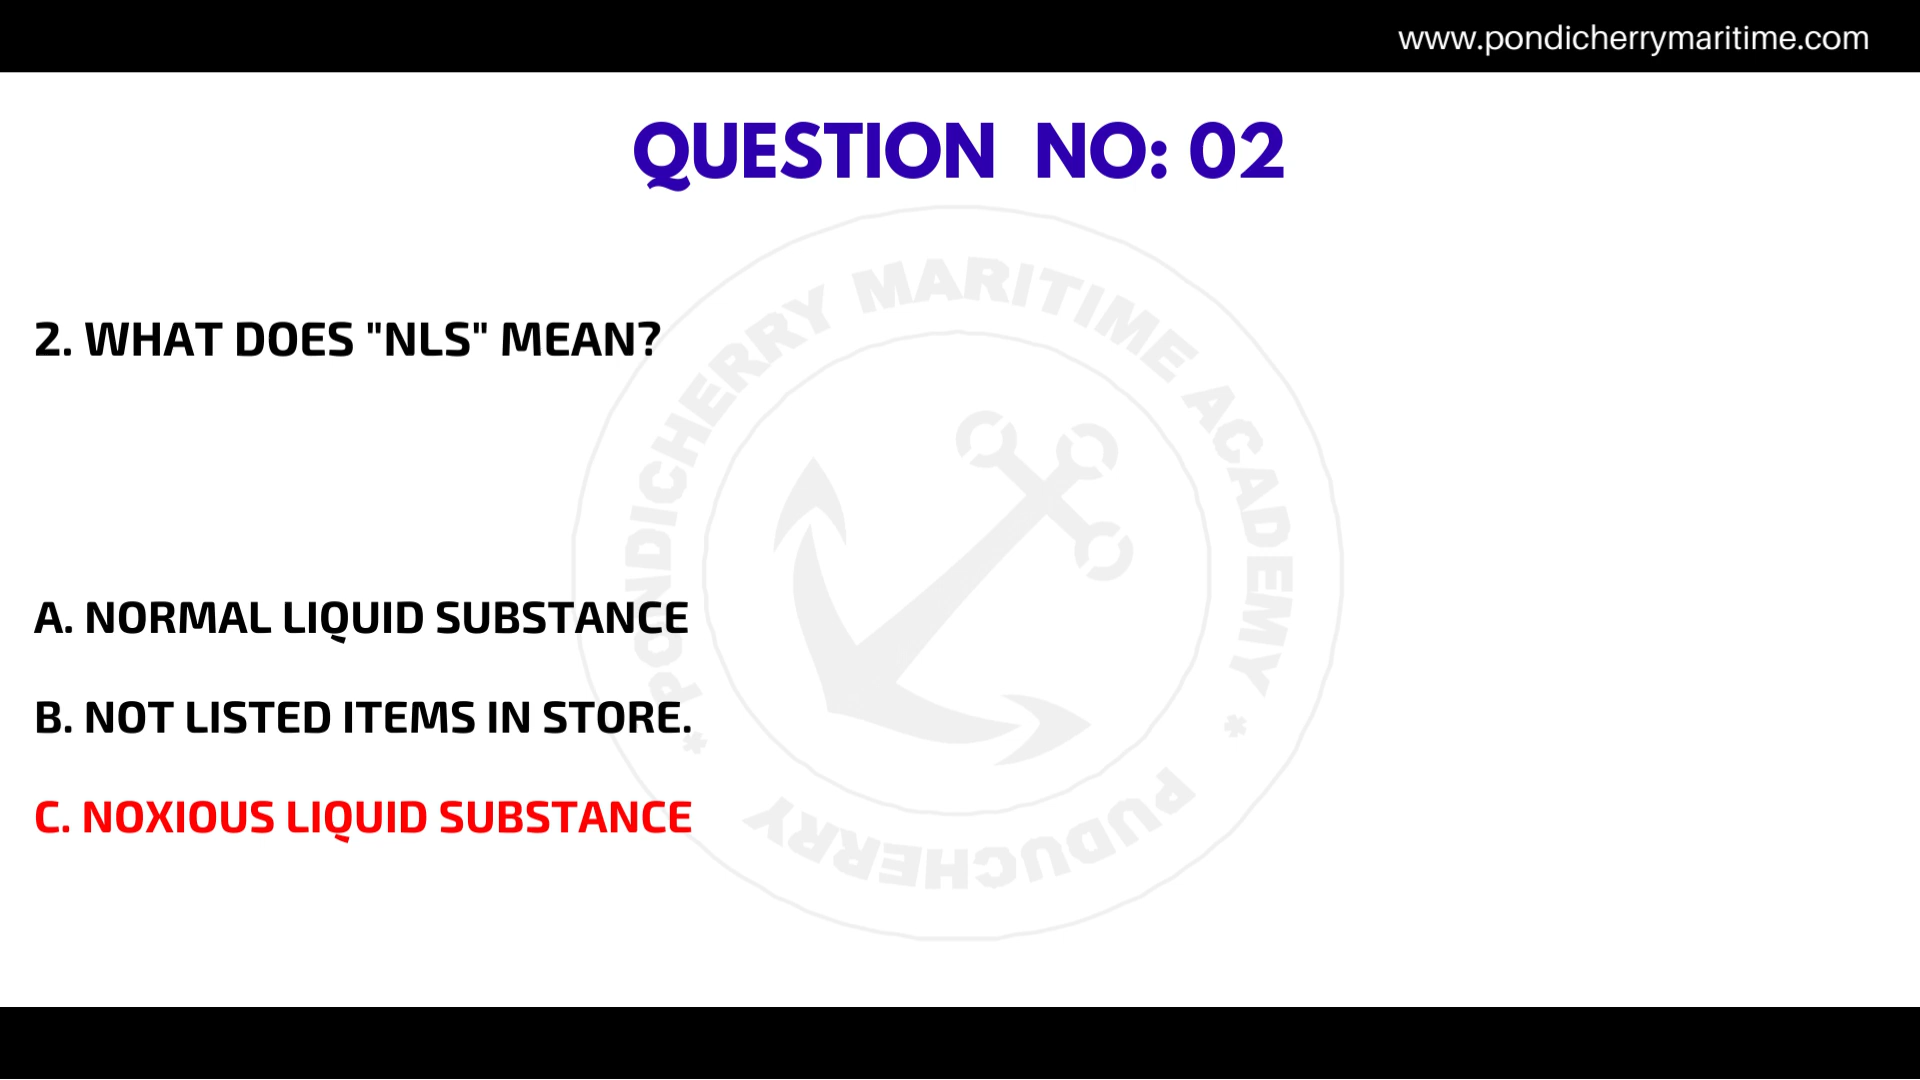 www.pondicherrymaritime.com
QUESTION NO: 02
2. WHAT DOES "NLS" MEAN?
A. NORMAL LIQUID SUBSTANCE
B. NOT LISTED ITEMS IN STORE.
C. NOXIOUS LIQUID SUBSTANCE
* PONDICHERRY MARITIME ACADEMY *
PUDUCHERRY